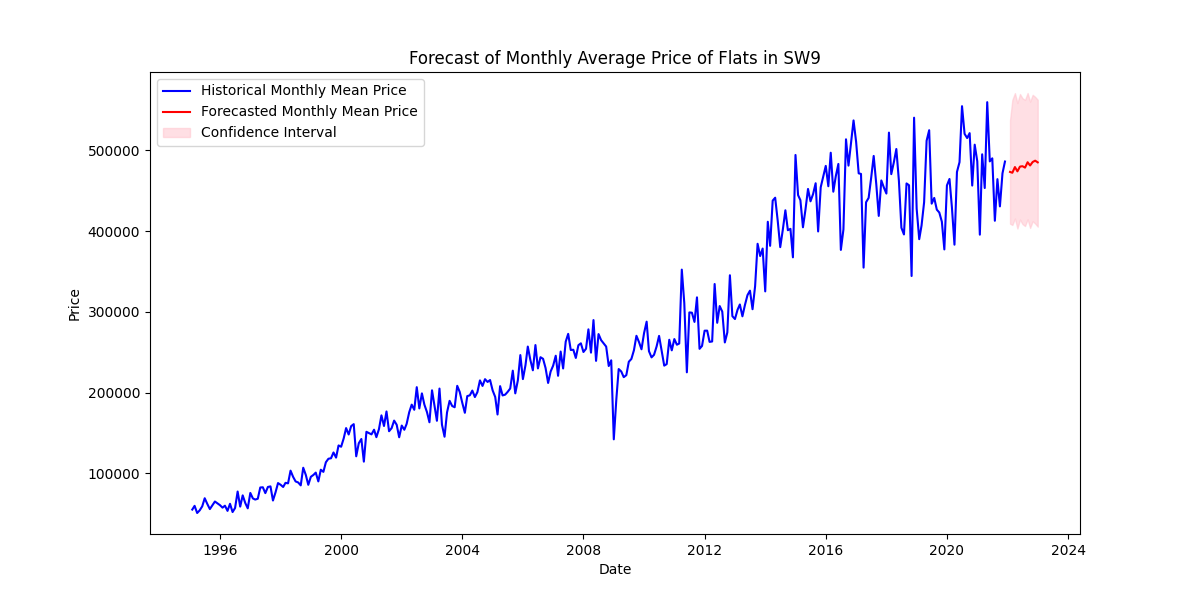 Forecast of Monthly Average Price of Flats in SW9
Historical Monthly Mean Price
Forecasted Monthly Mean Price
Confidence Interval
Price
500000
400000
300000
200000
100000
1996 2000 2004 2008 2012 2016 2020 2024
Date